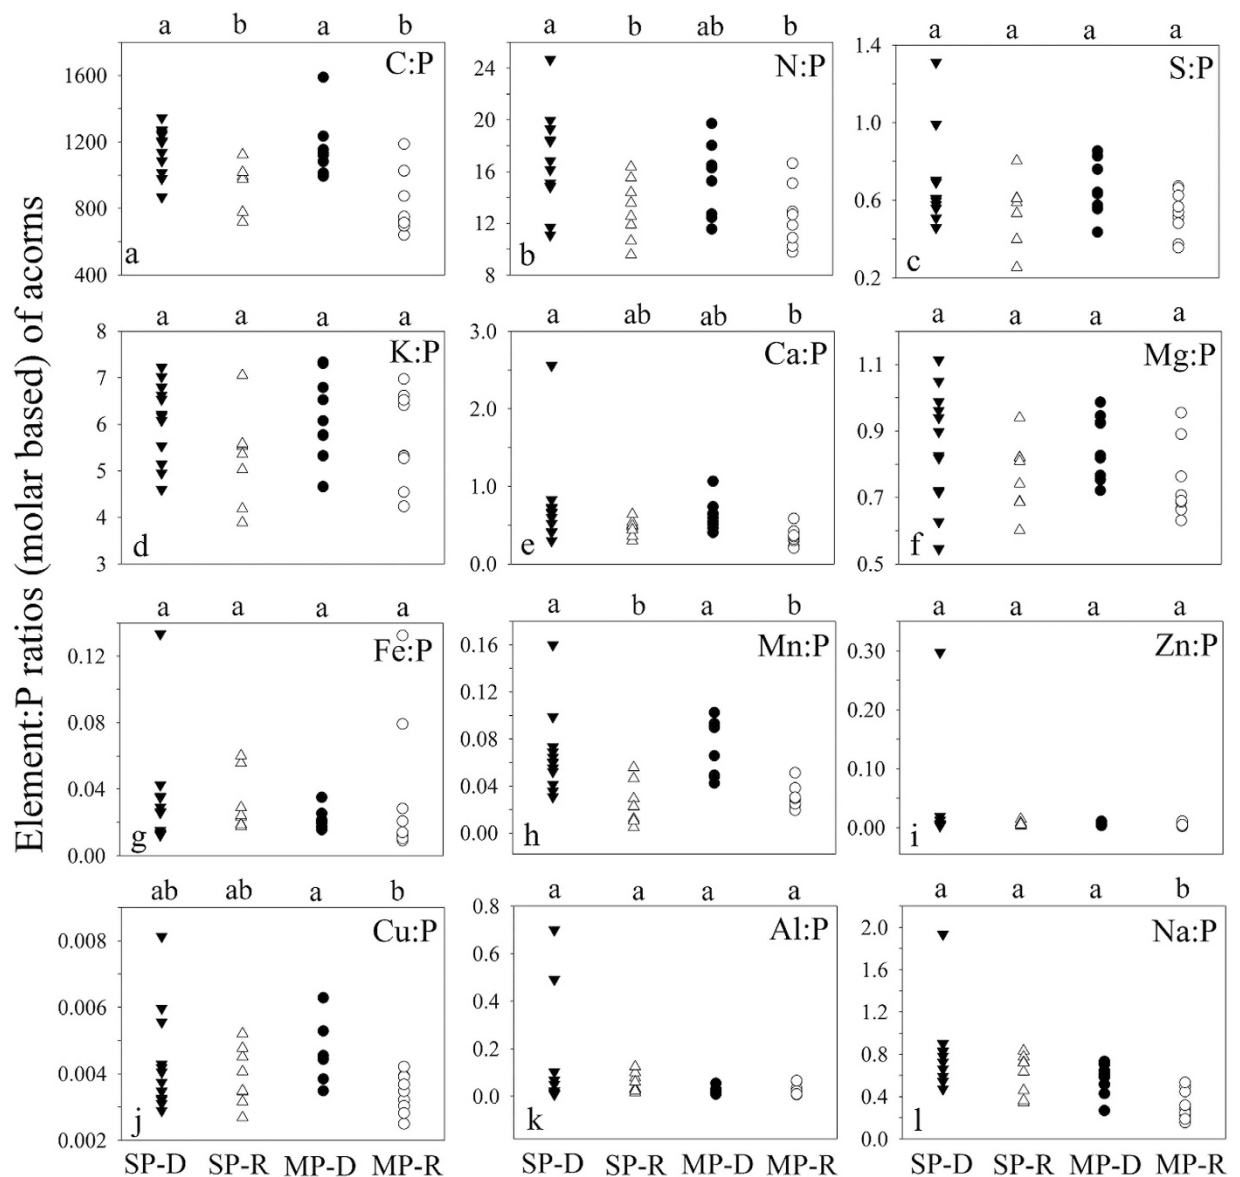 Element:P ratios (molar based) of acorns
a b a b
C:P
1600
1200
800
400
a
a b ab b
N:P
24
20
16
12
8
b
a a a a
S:P
1.4
1.0
0.6
0.2
c
a a a a
K:P
8
7
6
5
4
3
d
a ab ab b
Ca:P
3.0
2.0
1.0
0.0
e
a a a a
Mg:P
1.1
0.9
0.7
0.5
f
a a a a
Fe:P
0.12
0.08
0.04
0.00
g
a b a b
Mn:P
0.16
0.12
0.08
0.04
0.00
h
a a a a
Zn:P
0.30
0.20
0.10
0.00
i
ab ab a b
Cu:P
0.008
0.006
0.004
0.002
j
SP-D SP-R MP-D MP-R
a a a a
Al:P
0.8
0.6
0.4
0.2
0.0
k
SP-D SP-R MP-D MP-R
a a a b
Na:P
2.0
1.6
1.2
0.8
0.4
0.0
l
SP-D SP-R MP-D MP-R